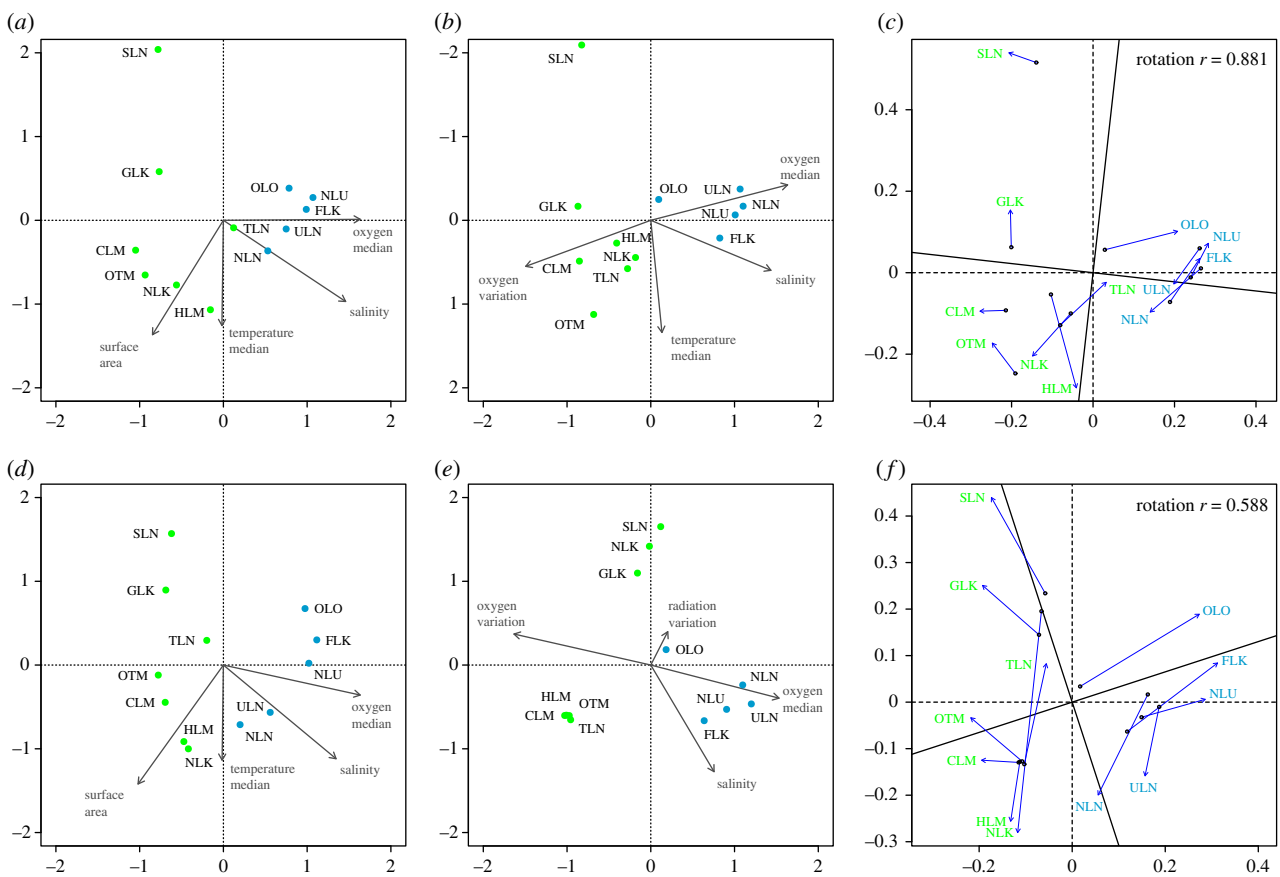 (a)
SLN
GLK
OLO
NLU
FLK
TLN
ULN
NLN
CLM
OTM
NLK
HLM
oxygen
median
salinity
surface
area
temperature
median
2
1
0
−1
−2
−2
−1
0
1
2
(b)
SLN
oxygen
median
GLK
OLO
ULN
NLN
NLU
FLK
HLM
CLM
NLK
TLN
OTM
oxygen
variation
salinity
temperature
median
−2
−1
0
1
2
−2
−1
0
1
2
(c)
rotation r = 0.881
SLN
GLK
OLO
NLU
FLK
TLN
ULN
NLN
CLM
OTM
NLK
HLM
0.4
0.2
0
−0.2
−0.4
−0.2
0
0.2
0.4
(d)
SLN
GLK
OLO
TLN
FLK
NLU
OTM
CLM
ULN
HLM
NLN
NLK
oxygen
median
salinity
temperature
median
surface
area
2
1
0
−1
−2
−2
−1
0
1
2
(e)
SLN
NLK
GLK
oxygen
variation
radiation
variation
OLO
NLN
oxygen
median
HLM
OTM
CLM
TLN
NLU
ULN
FLK
salinity
2
1
0
−1
−2
−2
−1
0
1
2
(f)
rotation r = 0.588
SLN
GLK
OLO
TLN
FLK
NLU
OTM
CLM
ULN
NLN
HLM
NLK
0.4
0.3
0.2
0.1
0
−0.1
−0.2
−0.3
−0.2
0
0.2
0.4